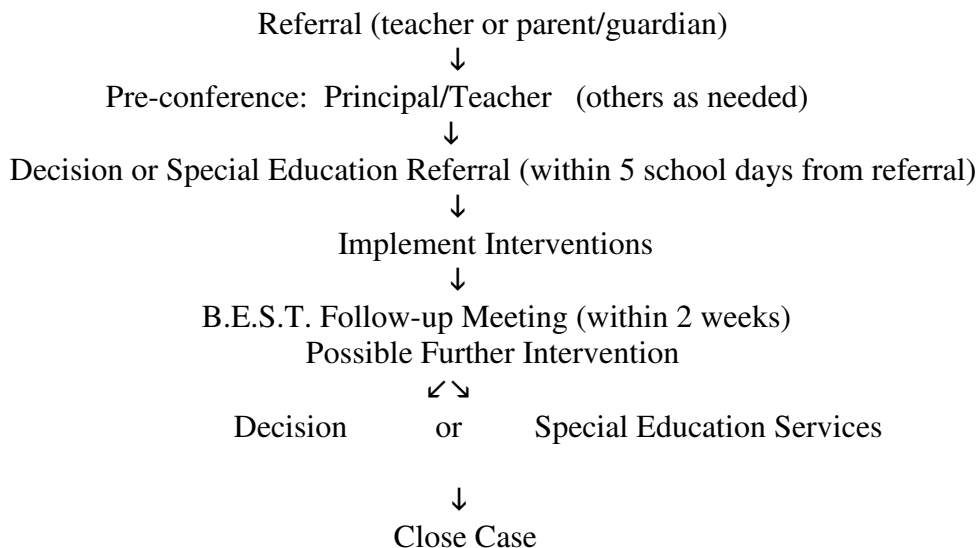 Referral (teacher or parent/guardian)
↓
Pre-conference: Principal/Teacher (others as needed)
↓
Decision or Special Education Referral (within 5 school days from referral)
↓
Implement Interventions
↓
B.E.S.T. Follow-up Meeting (within 2 weeks)
Possible Further Intervention
↙↘
Decision or Special Education Services
↓
Close Case